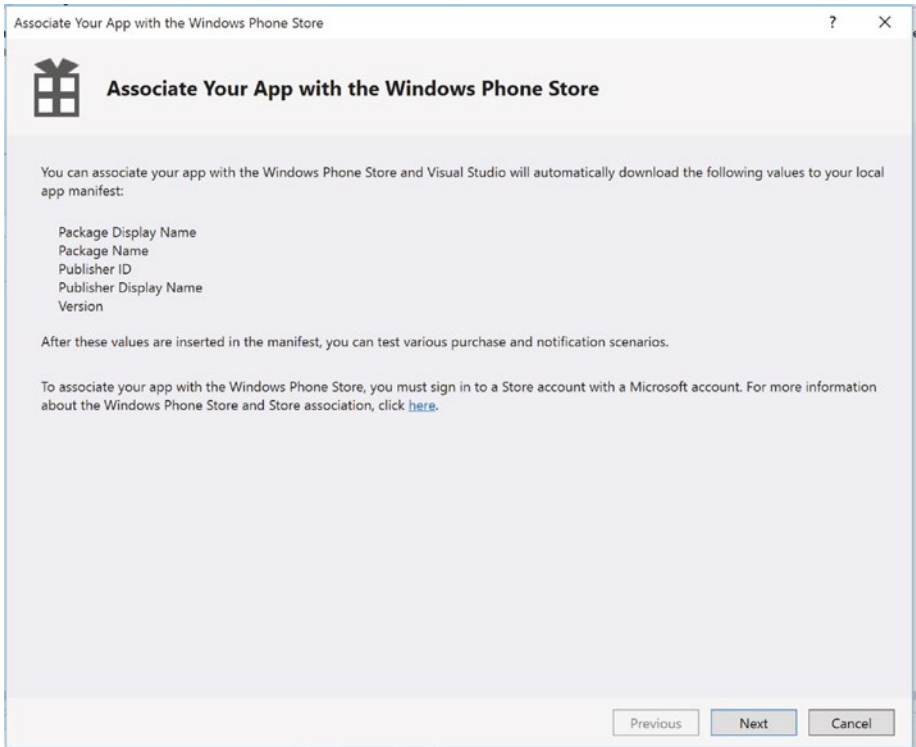 Associate Your App with the Windows Phone Store
? ×
Associate Your App with the Windows Phone Store
You can associate your app with the Windows Phone Store and Visual Studio will automatically download the following values to your local
app manifest:
Package Display Name
Package Name
Publisher ID
Publisher Display Name
Version
After these values are inserted in the manifest, you can test various purchase and notification scenarios.
To associate your app with the Windows Phone Store, you must sign in to a Store account with a Microsoft account. For more information
about the Windows Phone Store and Store association, click here.
Previous Next Cancel